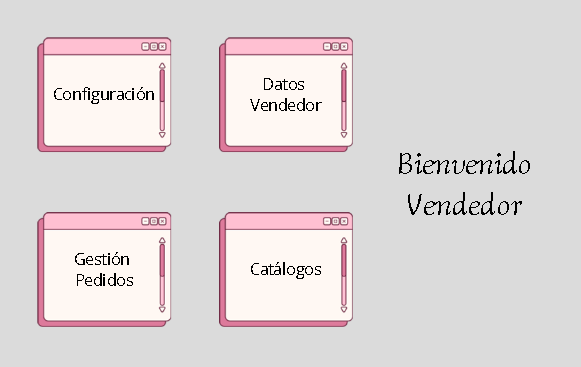 Configuración
Datos
Vendedor
Bienvenido
Vendedor
Gestión
Pedidos
Catálogos